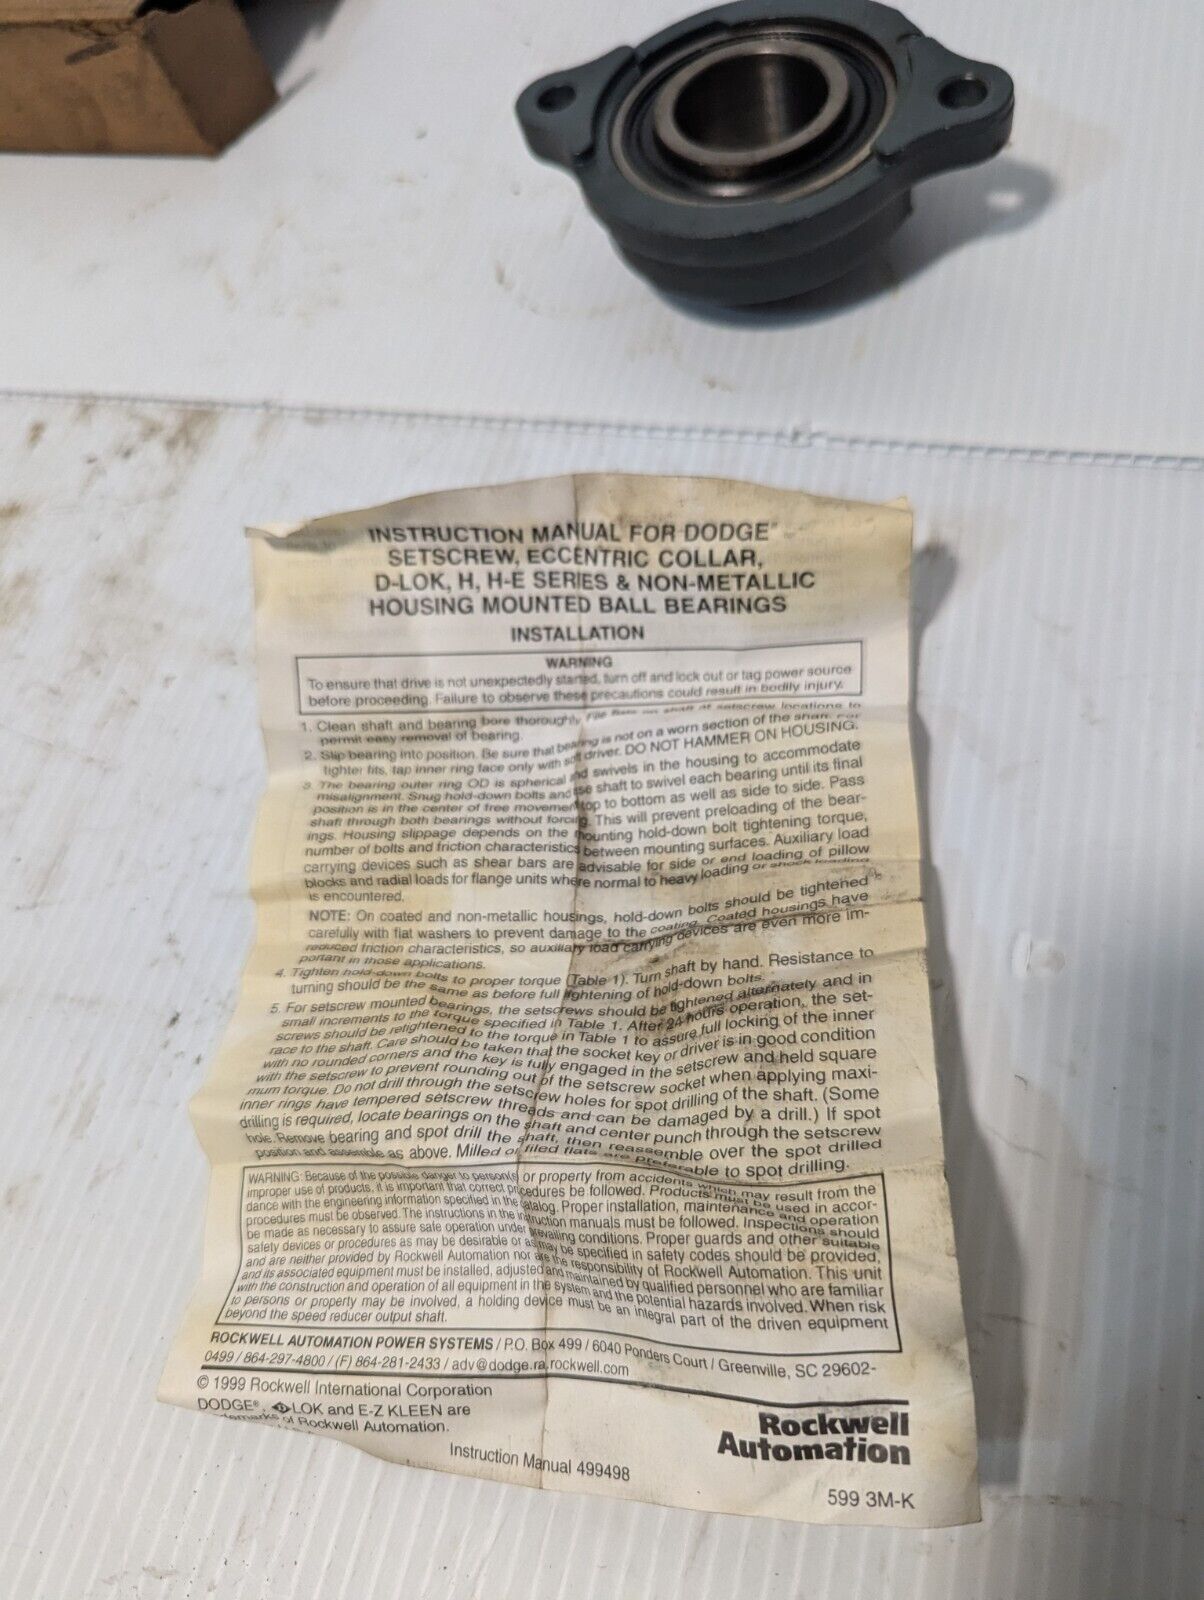 INSTRUCTION MANUAL FOR DODGE®
SETSCREW, ECCENTRIC COLLAR,
D-LOK, H, H-E SERIES & NON-METALLIC
HOUSING MOUNTED BALL BEARINGS
INSTALLATION
WARNING
To ensure that drive is not unexpectedly started, turn off and lock out or tag power source
before proceeding. Failure to observe these precautions could result in bodily injury.
1. Clean shaft and bearing bore thoroughly. File flats on shaft at setscrew locations to
permit easy removal of bearing.
2. Slip bearing into position. Be sure that bearing is not on a worn section of the shaft. For
tighter fits, tap inner ring face only with soft driver. DO NOT HAMMER ON HOUSING.
3. The bearing outer ring OD is spherical and swivels in the housing to accommodate
misalignment. Snug hold-down bolts and use shaft to swivel each bearing until its final
position is in the center of free movement top to bottom as well as side to side. Pass
shaft through both bearings without forcing. This will prevent preloading of the bear-
ings. Housing slippage depends on the mounting hold-down bolt tightening torque,
number of bolts and friction characteristics between mounting surfaces. Auxiliary load
carrying devices such as shear bars are advisable for side or end loading of pillow
blocks and radial loads for flange units where normal to heavy loading or shock loading
is encountered.
NOTE: On coated and non-metallic housings, hold-down bolts should be tightened
carefully with flat washers to prevent damage to the coating. Coated housings have
reduced friction characteristics, so auxiliary load carrying devices are even more im-
portant in those applications.
4. Tighten hold-down bolts to proper torque (Table 1). Turn shaft by hand. Resistance to
turning should be the same as before full tightening of hold-down bolts.
5. For setscrew mounted bearings, the setscrews should be tightened alternately and in
small increments to the torque specified in Table 1. After 24 hours operation, the set-
screws should be retightened to the torque in Table 1 to assure full locking of the inner
race to the shaft. Care should be taken that the socket key or driver is in good condition
with no rounded corners and the key is fully engaged in the setscrew and held square
with the setscrew to prevent rounding out of the setscrew socket when applying maxi-
mum torque. Do not drill through the setscrew holes for spot drilling of the shaft. (Some
inner rings have tempered setscrew threads and can be damaged by a drill.) If spot
drilling is required, locate bearings on the shaft and center punch through the setscrew
hole. Remove bearing and spot drill the shaft, then reassemble over the spot drilled
position and assemble as above. Milled or filed flats are preferable to spot drilling.
WARNING: Because of the possible danger to person(s) or property from accidents which may result from the
improper use of products, it is important that correct procedures be followed. Products must be used in accor-
dance with the engineering information specified in the catalog. Proper installation, maintenance and operation
procedures must be observed. The instructions in the instruction manuals must be followed. Inspections should
be made as necessary to assure safe operation under prevailing conditions. Proper guards and other suitable
safety devices or procedures as may be desirable or as may be specified in safety codes should be provided,
and are neither provided by Rockwell Automation nor are the responsibility of Rockwell Automation. This unit
and its associated equipment must be installed, adjusted and maintained by qualified personnel who are familiar
with the construction and operation of all equipment in the system and the potential hazards involved. When risk
to persons or property may be involved, a holding device must be an integral part of the driven equipment
beyond the speed reducer output shaft.
ROCKWELL AUTOMATION POWER SYSTEMS / P.O. Box 499 / 6040 Ponders Court / Greenville, SC 29602-
0499 / 864-297-4800 / (F) 864-281-2433 / adv@dodge.ra.rockwell.com
© 1999 Rockwell International Corporation
DODGE®, LOK and E-Z KLEEN are
of Rockwell Automation.
Rockwell
Automation
Instruction Manual 499498
599 3M-K